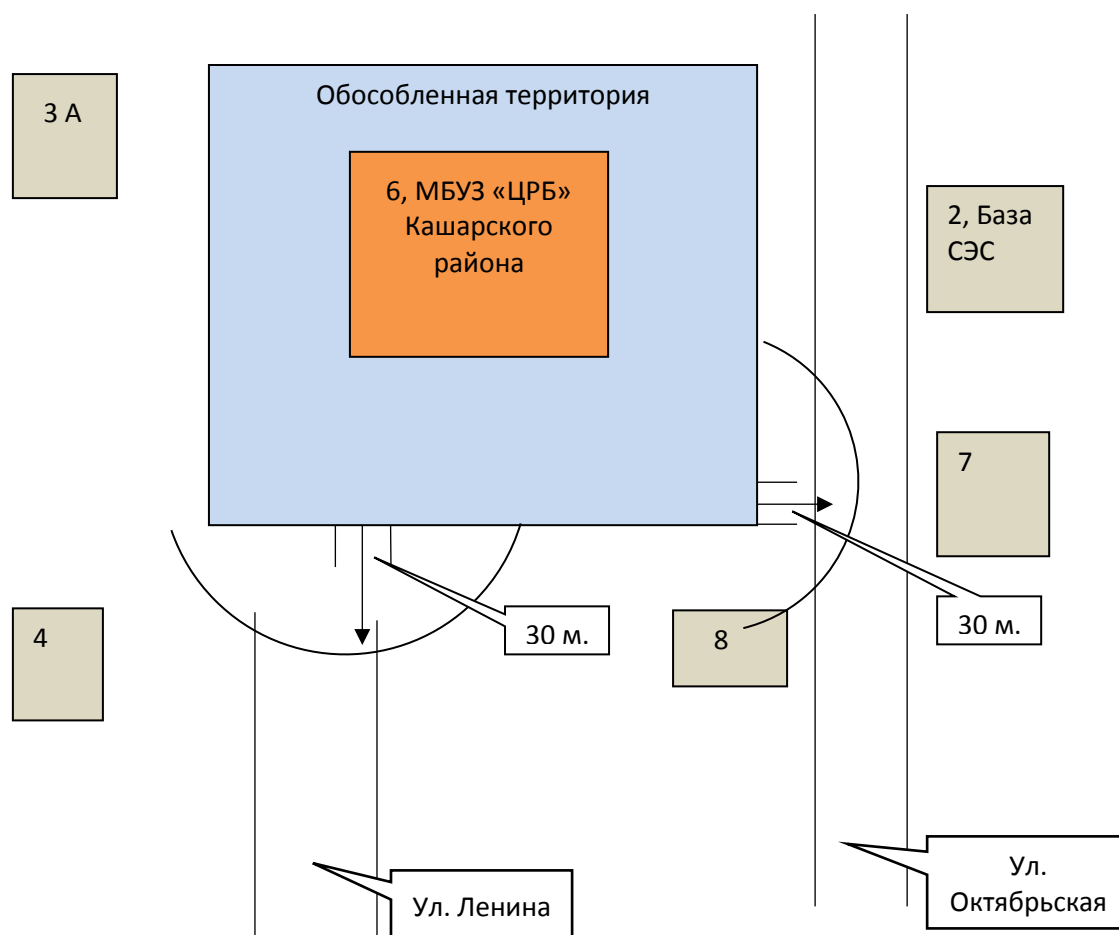 Обособленная территория
3 А
6, МБУЗ «ЦРБ»
Кашарского
района
2, База
СЭС
7
30 м.
30 м.
4
8
Ул. Ленина
Ул.
Октябрьская